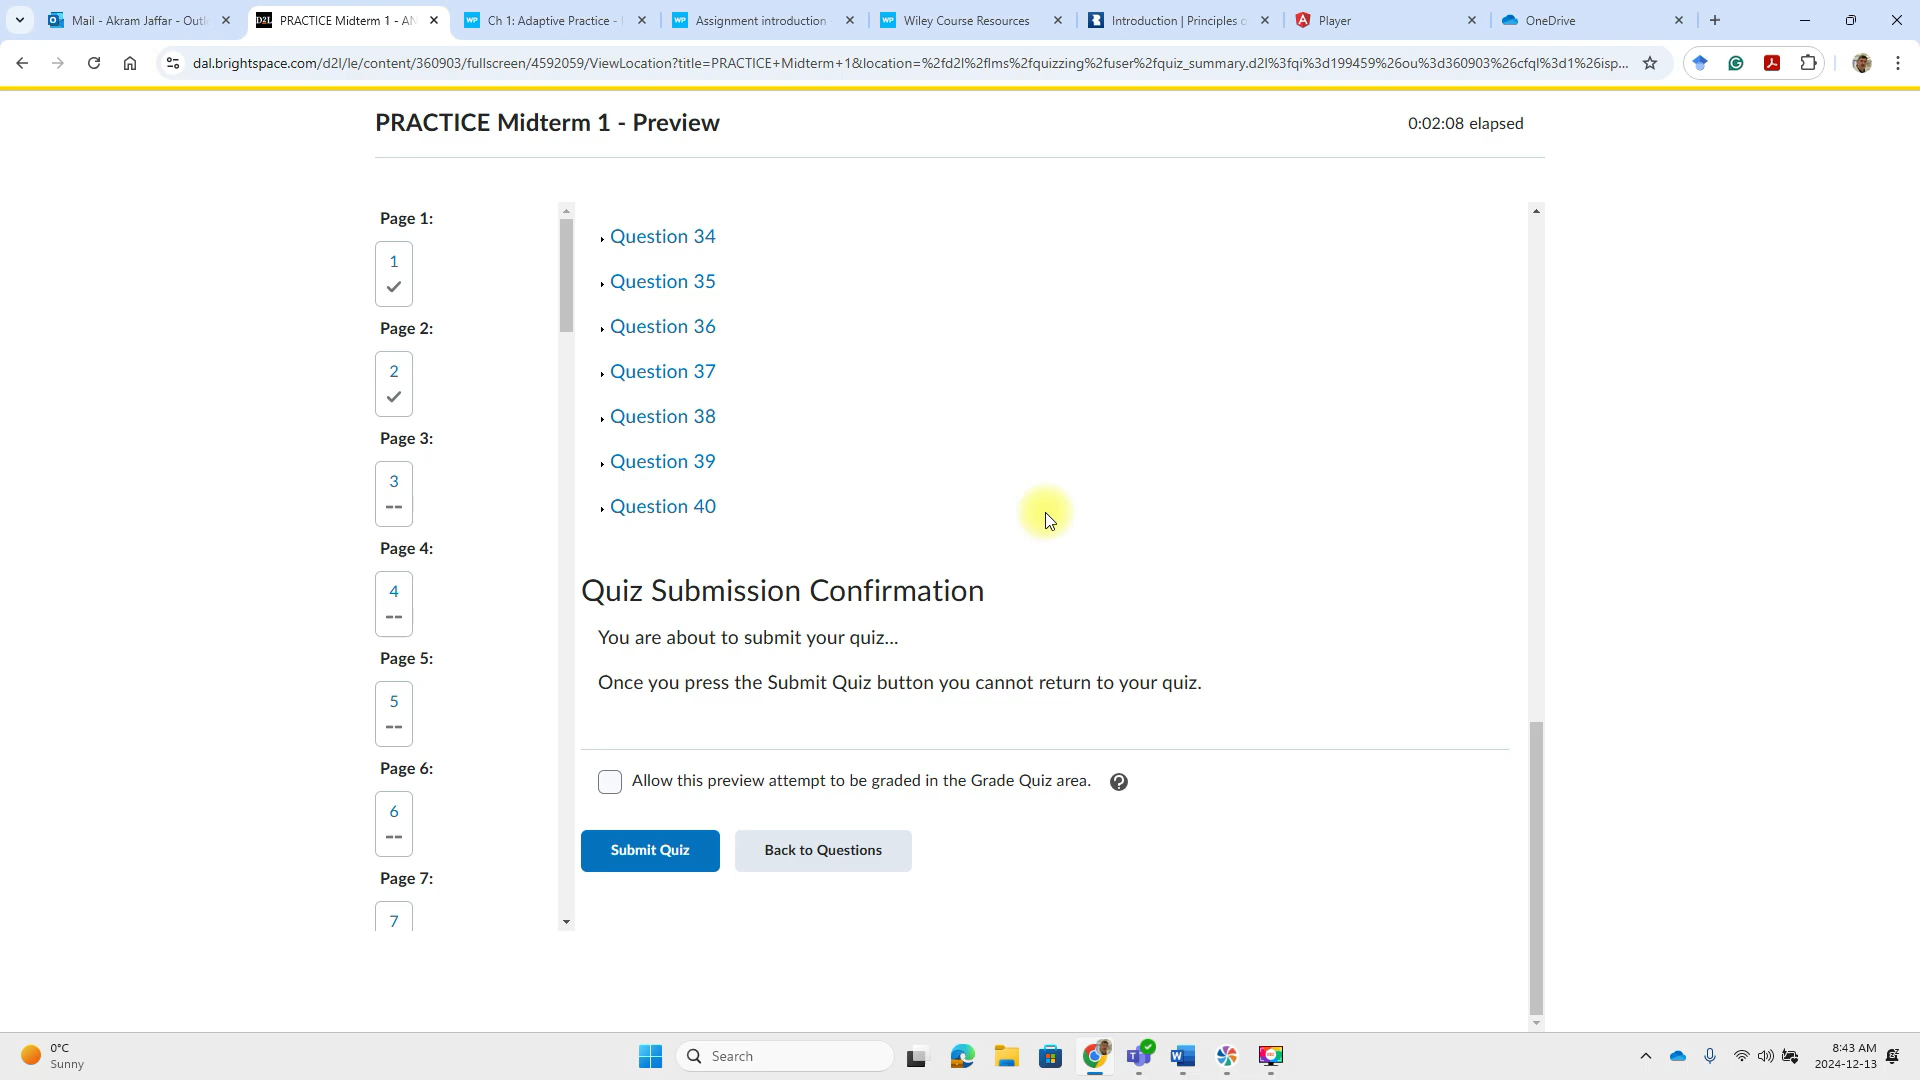 Mail - Akram Jaffar - Outl
PRACTICE Midterm 1 - AN
Ch 1: Adaptive Practice -
Assignment introduction
Wiley Course Resources
Introduction | Principles o
Player
OneDrive
dal.brightspace.com/d2l/le/content/360903/fullscreen/4592059/ViewLocation?title=PRACTICE+Midterm+1&location=%2fd2l%2flms%2fquizzing%2fuser%2fquiz_summary.d2l%3fqi%3d199459%26ou%3d360903%26cfql%3d1%26isp...
PRACTICE Midterm 1 - Preview
0:02:08 elapsed
Page 1:
1
Page 2:
2
Page 3:
3
--
Page 4:
4
--
Page 5:
5
--
Page 6:
6
--
Page 7:
7
Question 34
Question 35
Question 36
Question 37
Question 38
Question 39
Question 40
Quiz Submission Confirmation
You are about to submit your quiz...
Once you press the Submit Quiz button you cannot return to your quiz.
Allow this preview attempt to be graded in the Grade Quiz area.
Submit Quiz
Back to Questions
0°C
Sunny
Search
8:43 AM
2024-12-13